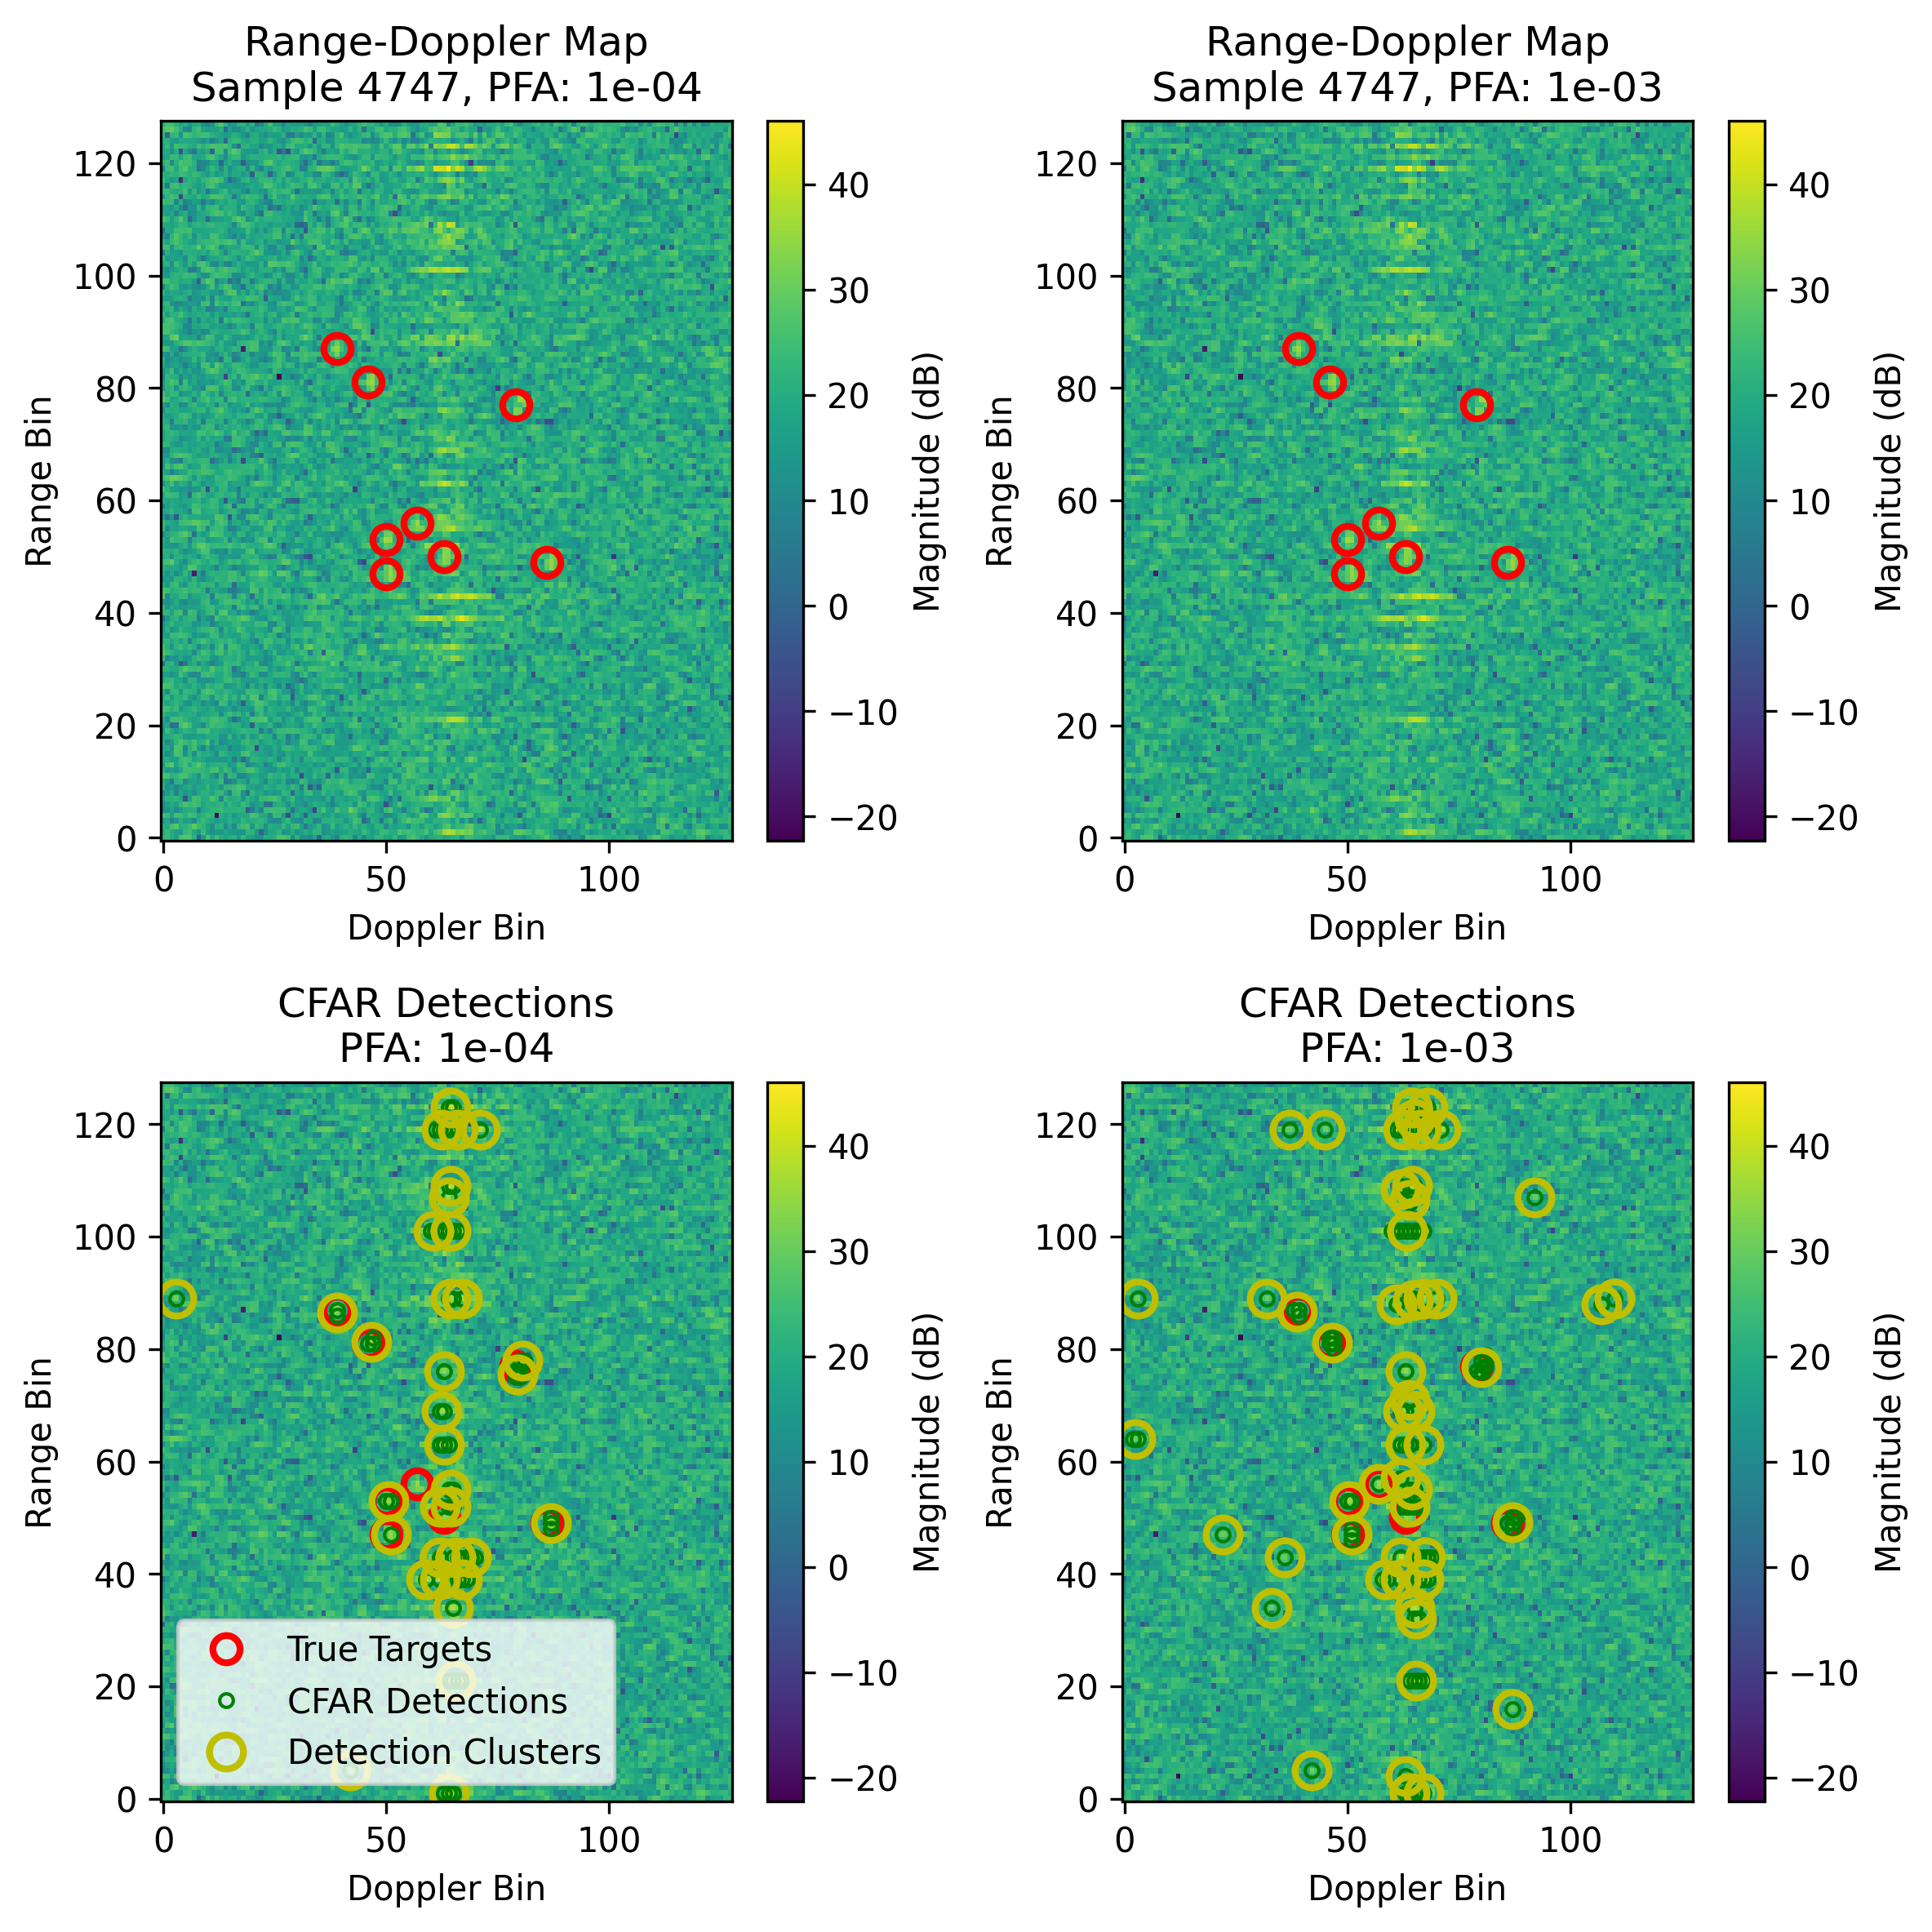 Range-Doppler Map
Sample 4747, PFA: 1e-04
120
100
80
60
40
20
0
Range Bin
0 50 100
Doppler Bin
40
30
20
10
0
−10
−20
Magnitude (dB)
Range-Doppler Map
Sample 4747, PFA: 1e-03
120
100
80
60
40
20
0
Range Bin
0 50 100
Doppler Bin
40
30
20
10
0
−10
−20
Magnitude (dB)
CFAR Detections
PFA: 1e-04
120
100
80
60
40
20
0
Range Bin
True Targets
CFAR Detections
Detection Clusters
0 50 100
Doppler Bin
40
30
20
10
0
−10
−20
Magnitude (dB)
CFAR Detections
PFA: 1e-03
120
100
80
60
40
20
0
Range Bin
0 50 100
Doppler Bin
40
30
20
10
0
−10
−20
Magnitude (dB)